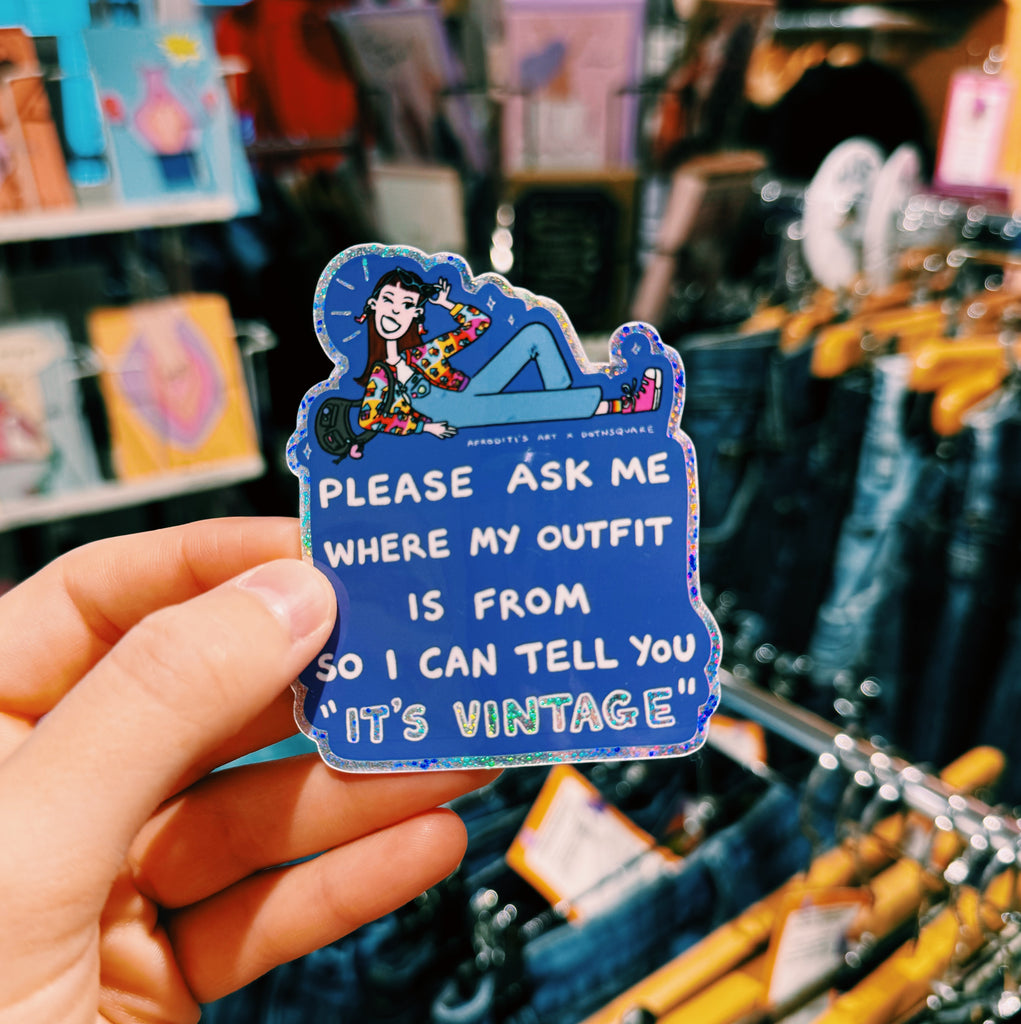 AFRODITI'S ART X DOTNSQUARE
PLEASE ASK ME
WHERE MY OUTFIT
IS FROM
SO I CAN TELL YOU
"IT'S VINTAGE"